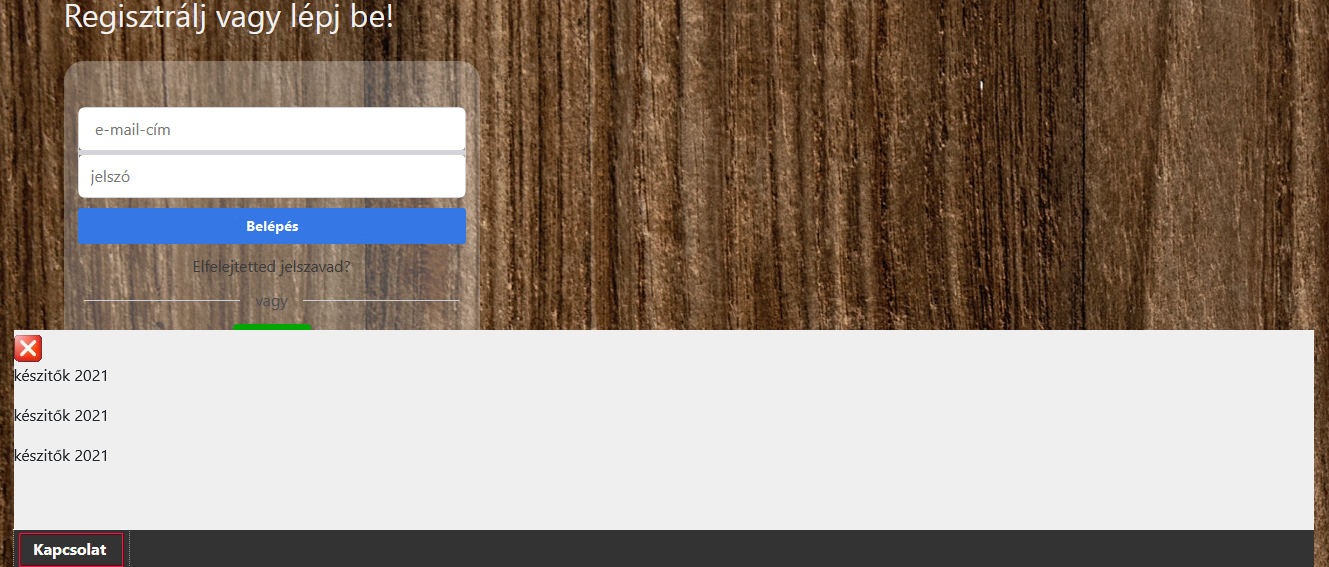 Regisztrálj vagy lépj be!
e-mail-cím
jelszó
Belépés
Elfelejtetted jelszavad?
vagy
készitők 2021
készitők 2021
készitők 2021
Kapcsolat